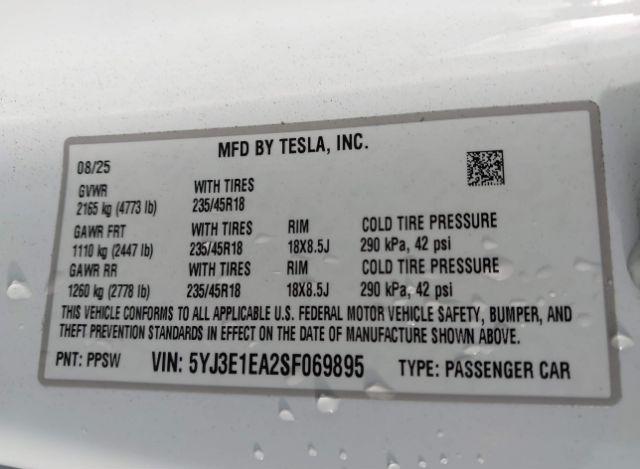 MFD BY TESLA, INC.
08/25
GVWR WITH TIRES
2165 kg (4773 lb) 235/45R18
GAWR FRT WITH TIRES RIM COLD TIRE PRESSURE
1110 kg (2447 lb) 235/45R18 18X8.5J 290 kPa, 42 psi
GAWR RR WITH TIRES RIM COLD TIRE PRESSURE
1260 kg (2778 lb) 235/45R18 18X8.5J 290 kPa, 42 psi
THIS VEHICLE CONFORMS TO ALL APPLICABLE U.S. FEDERAL MOTOR VEHICLE SAFETY, BUMPER, AND
THEFT PREVENTION STANDARDS IN EFFECT ON THE DATE OF MANUFACTURE SHOWN ABOVE.
PNT: PPSW VIN: 5YJ3E1EA2SF069895 TYPE: PASSENGER CAR